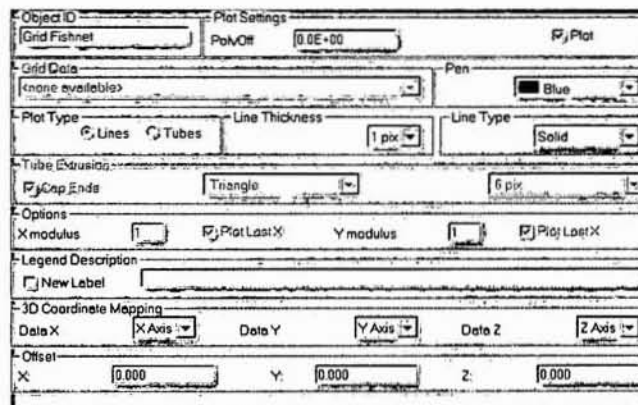 Object ID
Plot Settings
Grid Fishnet
PolyOff
0.0E+00
Plot
Grid Data
Pen
<none available>
Blue
Plot Type
Line Thickness
Line Type
Lines
Tubes
1 pix
Solid
Tube Extrusion
Cap Ends
Triangle
6 pix
Options
X modulus
1
Plot Last X
Y modulus
1
Plot Last X
Legend Description
New Label
3D Coordinate Mapping
Data X
X Axis
Data Y
Y Axis
Data Z
Z Axis
Offset
X:
0.000
Y:
0.000
Z:
0.000